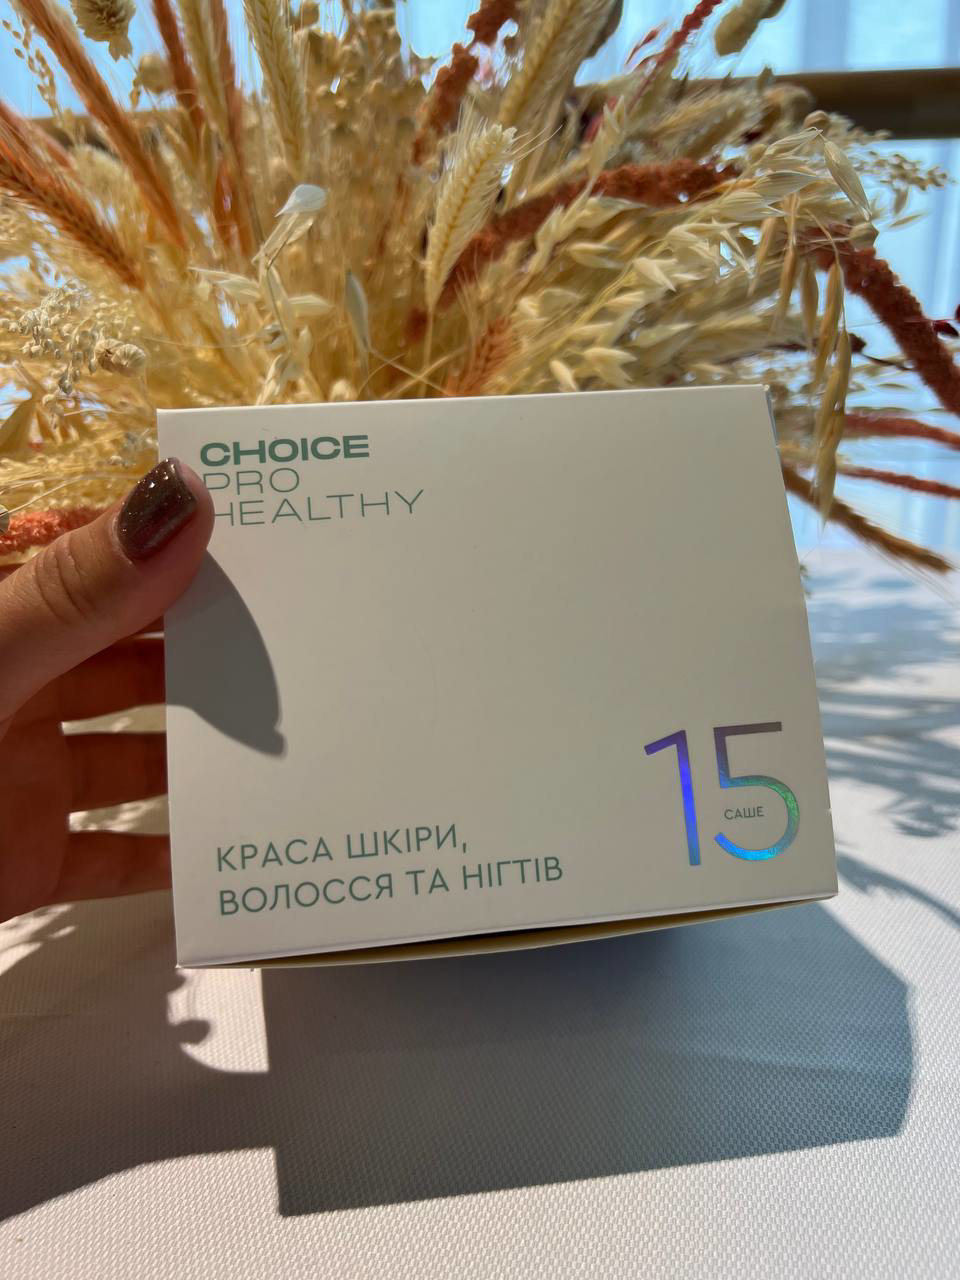 CHOICE
PRO
HEALTHY
15
САШЕ
КРАСА ШКІРИ,
ВОЛОССЯ ТА НІГТІВ